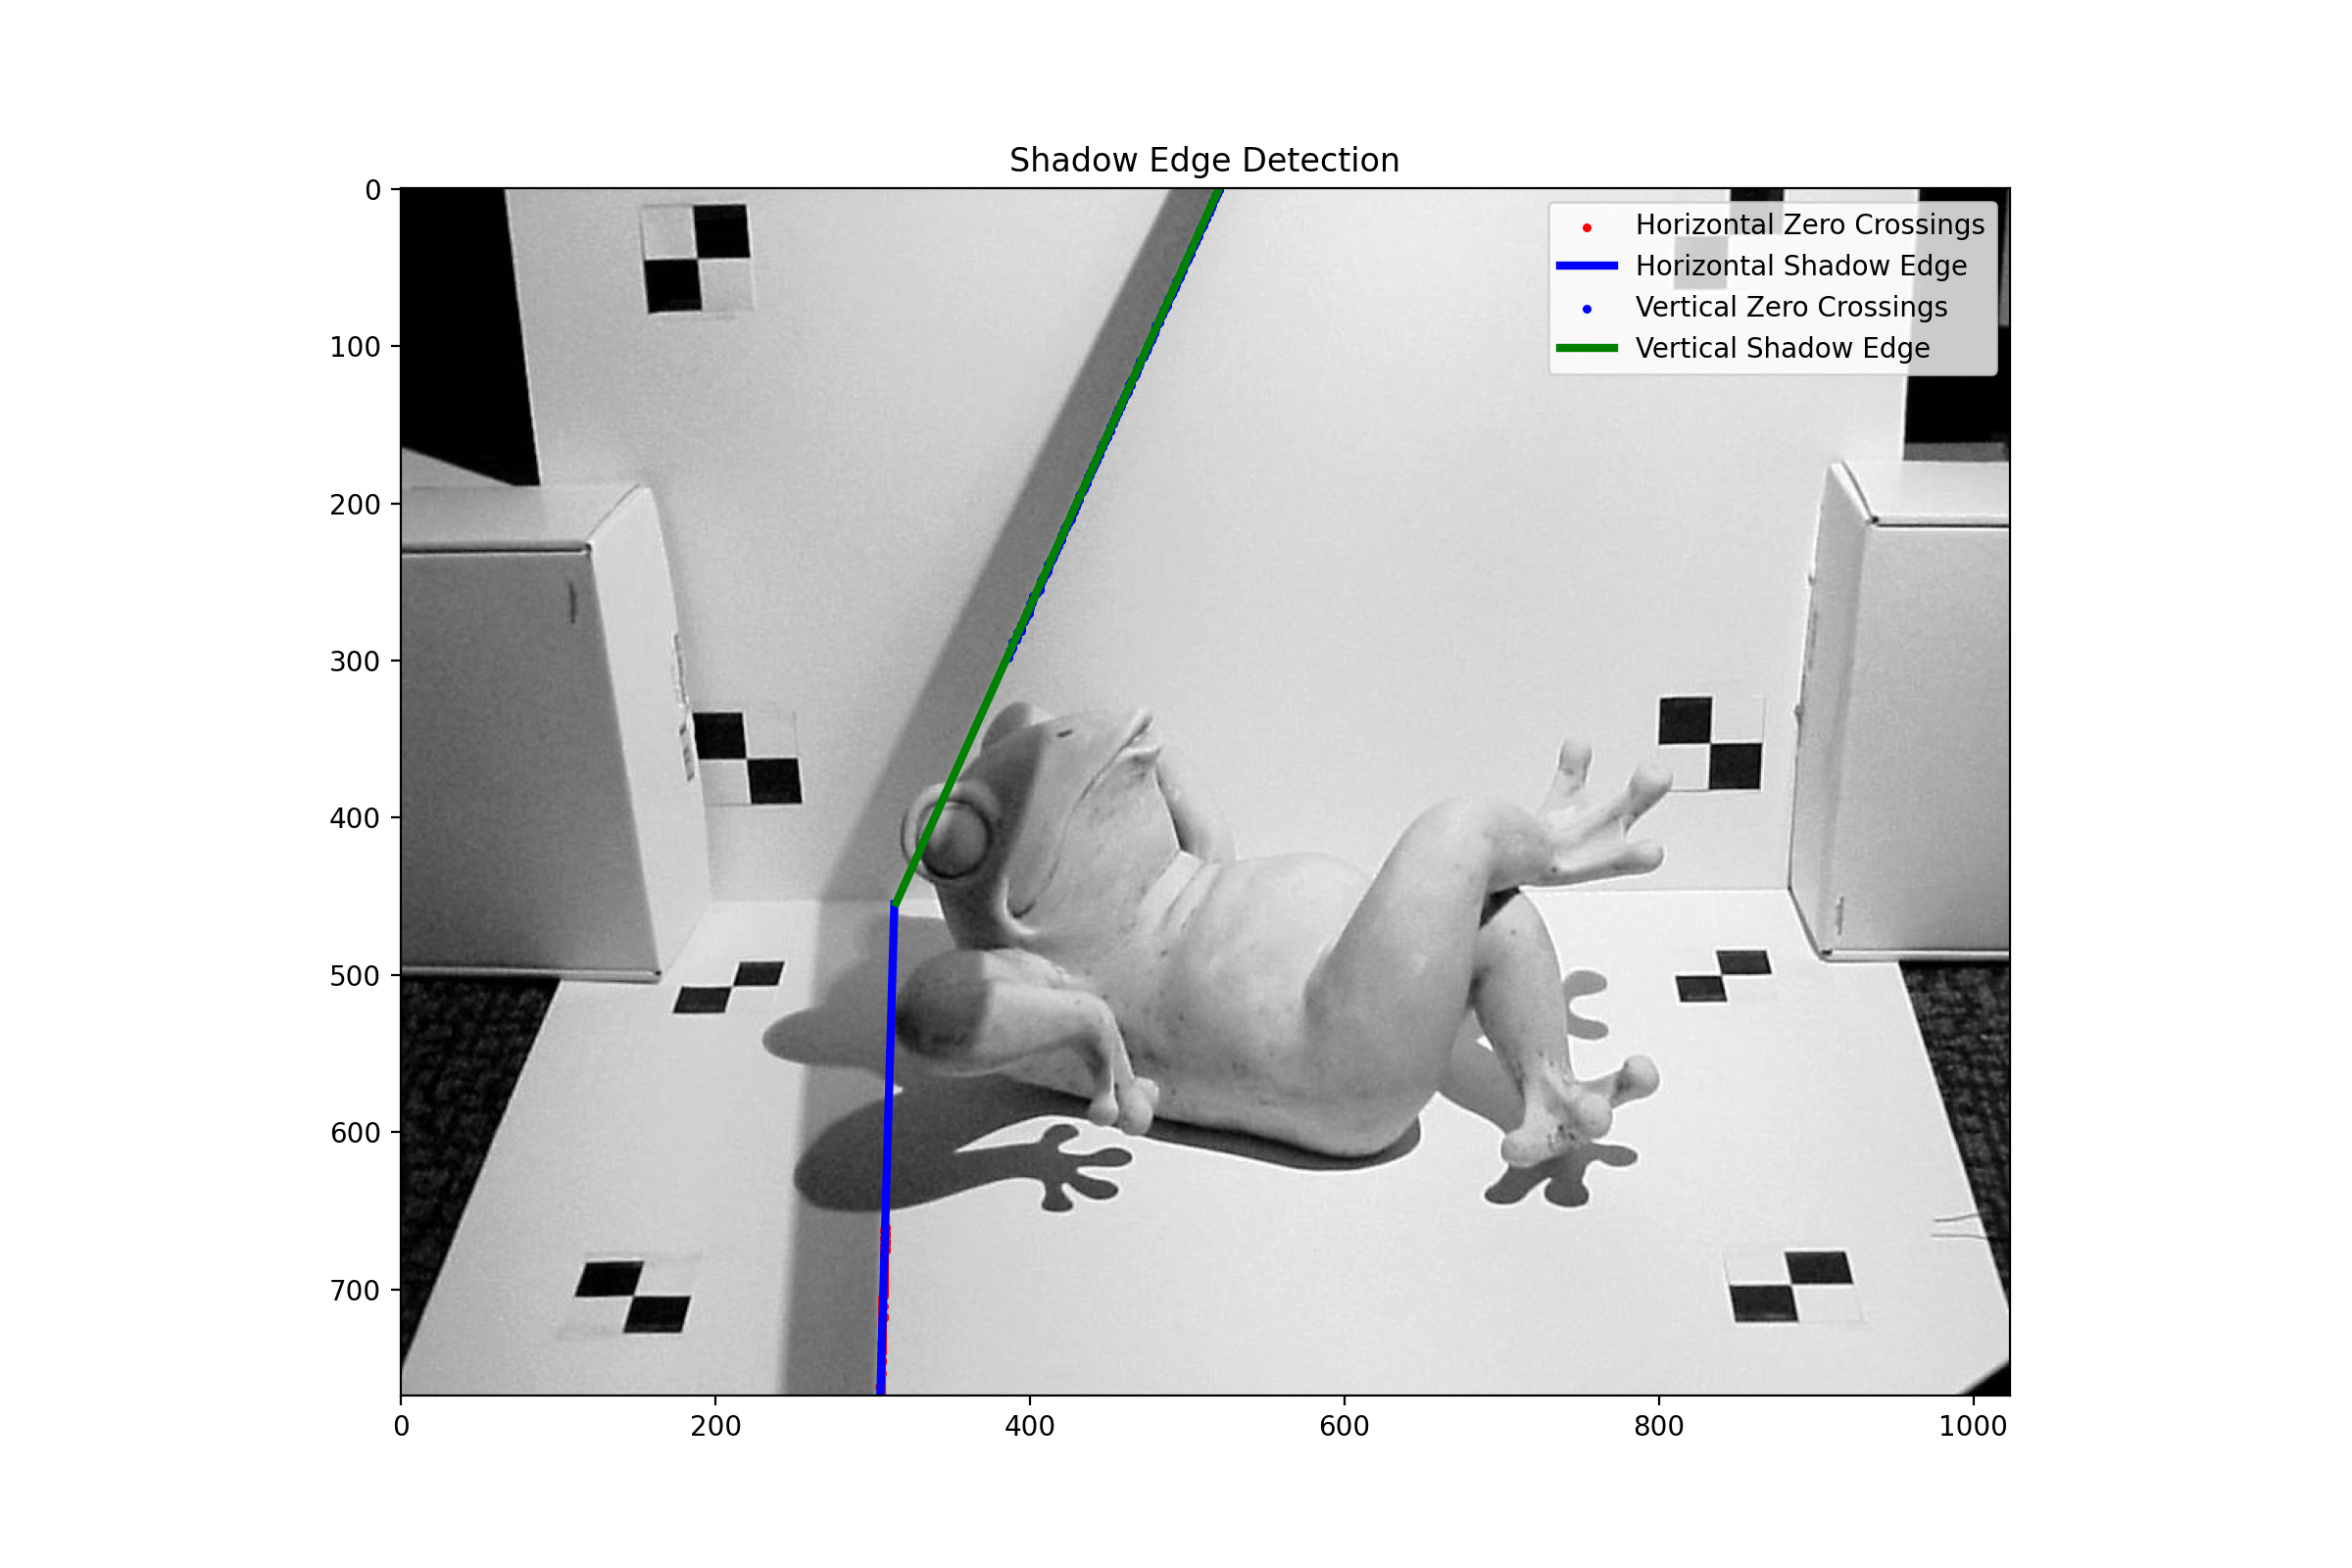 Shadow Edge Detection
Horizontal Zero Crossings
Horizontal Shadow Edge
Vertical Zero Crossings
Vertical Shadow Edge
0
100
200
300
400
500
600
700
0
200
400
600
800
1000